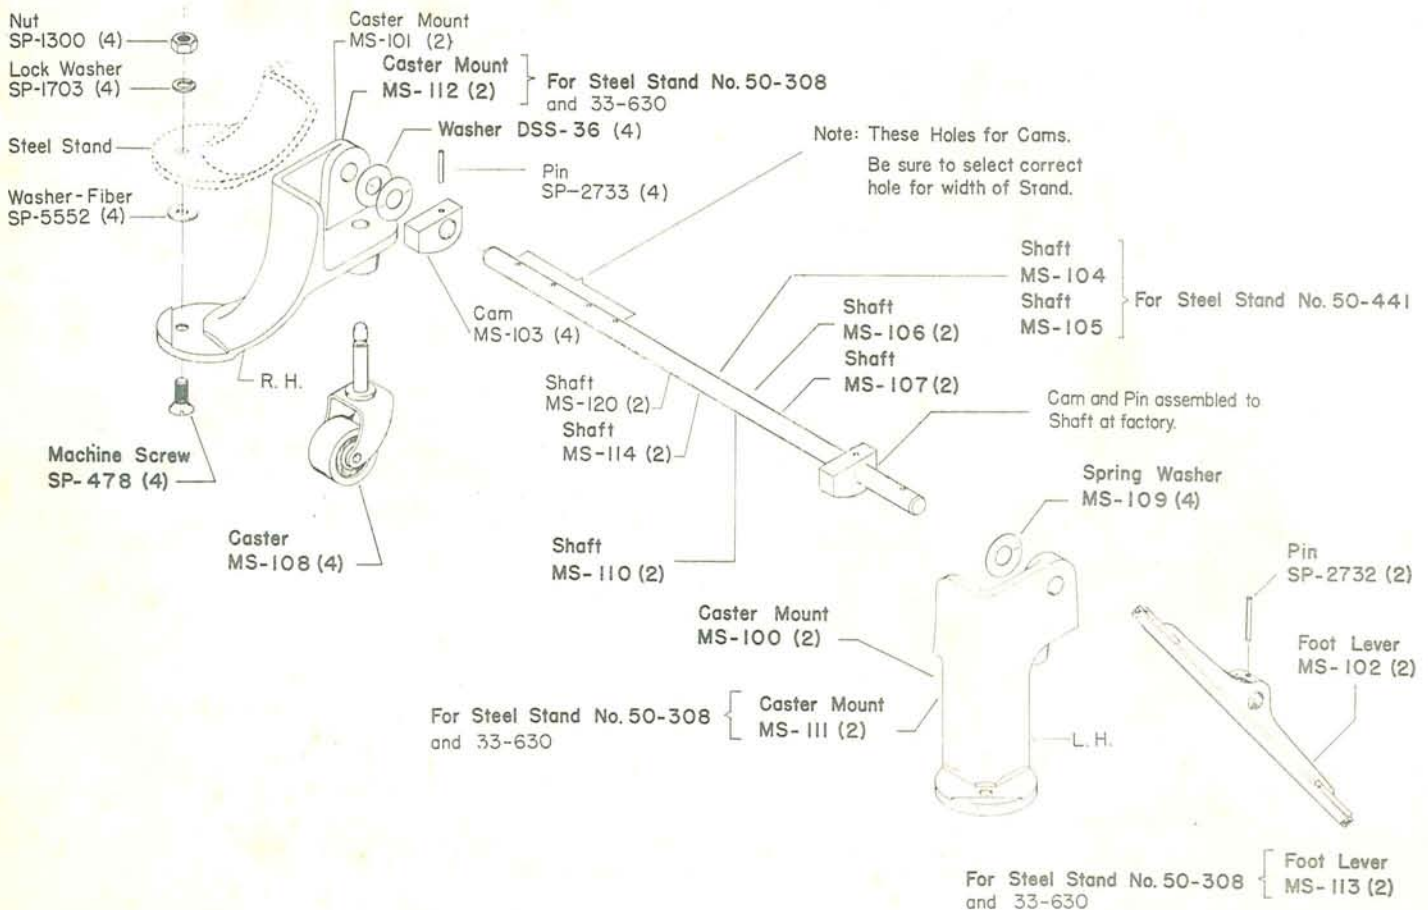 Nut
SP-1300 (4)
Lock Washer
SP-1703 (4)
Steel Stand
Washer-Fiber
SP-5552 (4)
Machine Screw
SP-478 (4)
R. H.
Caster Mount
MS-101 (2)
Caster Mount
MS-112 (2)
For Steel Stand No. 50-308
and 33-630
Washer DSS-36 (4)
Pin
SP-2733 (4)
Cam
MS-103 (4)
Caster
MS-108 (4)
Note: These Holes for Cams.
Be sure to select correct
hole for width of Stand.
Shaft
MS-104
Shaft
MS-105
For Steel Stand No. 50-441
Shaft
MS-106 (2)
Shaft
MS-107 (2)
Shaft
MS-120 (2)
Shaft
MS-114 (2)
Shaft
MS-110 (2)
Cam and Pin assembled to
Shaft at factory.
Spring Washer
MS-109 (4)
Caster Mount
MS-100 (2)
For Steel Stand No. 50-308
and 33-630
Caster Mount
MS-111 (2)
L. H.
Pin
SP-2732 (2)
Foot Lever
MS-102 (2)
For Steel Stand No. 50-308
and 33-630
Foot Lever
MS-113 (2)